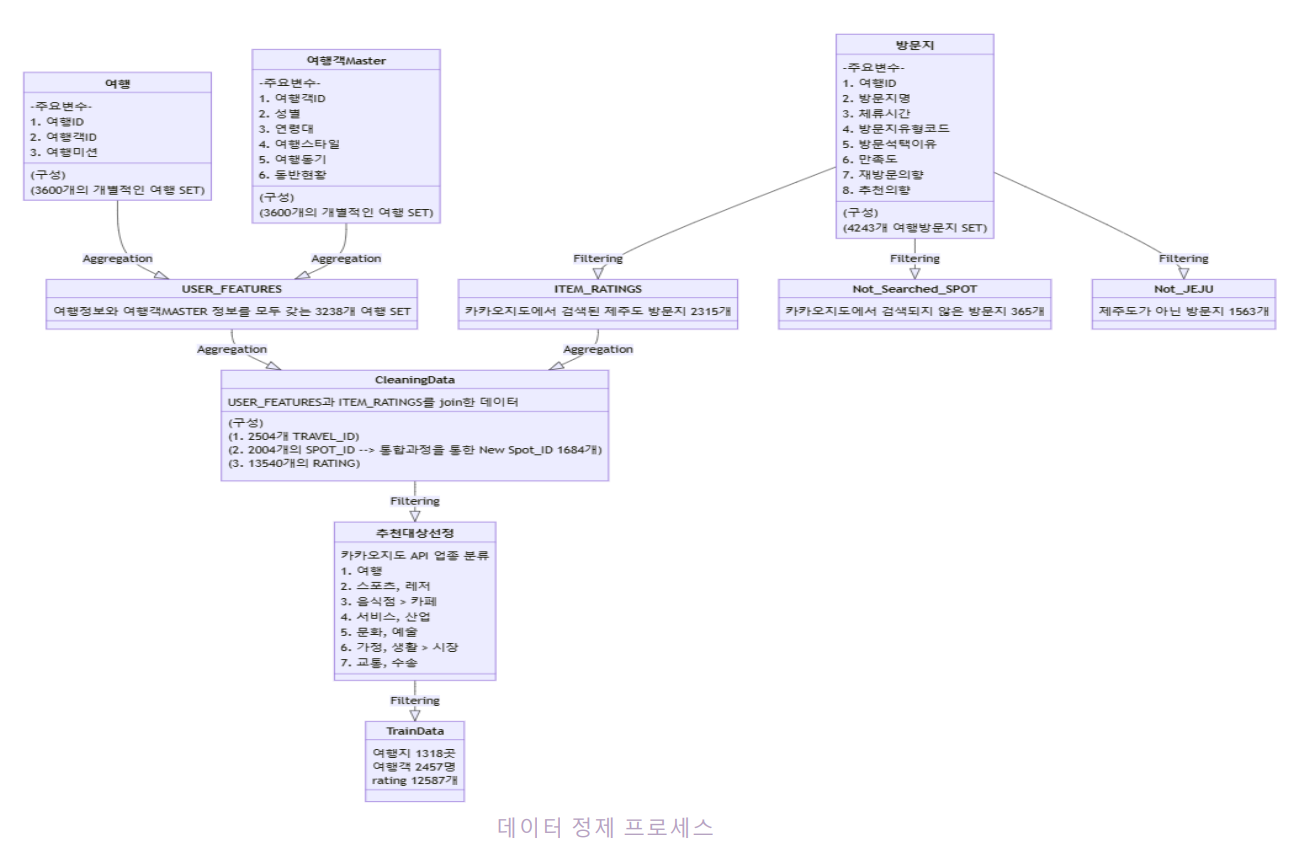 여행
-주요변수-
1. 여행ID
2. 여행객ID
3. 여행미션
(구성)
(3600개의 개별적인 여행 SET)
여행객Master
-주요변수-
1. 여행객ID
2. 성별
3. 연령대
4. 여행스타일
5. 여행동기
6. 동반현황
(구성)
(3600개의 개별적인 여행 SET)
방문지
-주요변수-
1. 여행ID
2. 방문지명
3. 체류시간
4. 방문지유형코드
5. 방문석택이유
6. 만족도
7. 재방문의향
8. 추천의향
(구성)
(4243개 여행방문지 SET)
Aggregation
Aggregation
Filtering
Filtering
Not_Filtering
USER_FEATURES
여행정보와 여행객MASTER 정보를 모두 갖는 3238개 여행 SET
ITEM_RATINGS
카카오지도에서 검색된 제주도 방문지 2315개
Not_Searched_SPOT
카카오지도에서 검색되지 않은 방문지 365개
Not_JEJU
제주도가 아닌 방문지 1563개
Aggregation
Aggregation
CleaningData
USER_FEATURES과 ITEM_RATINGS를 join한 데이터
(구성)
(1. 2504개 TRAVEL_ID)
(2. 2004개의 SPOT_ID --> 통합과정을 통한 New Spot_ID 1684개)
(3. 13540개의 RATING)
Filtering
추천대상선정
카카오지도 API 업종 분류
1. 여행
2. 스포츠, 레저
3. 음식점 > 카페
4. 서비스, 산업
5. 문화, 예술
6. 가정, 생활 > 시장
7. 교통, 수송
Filtering
TrainData
여행지 1318곳
여행객 2457명
rating 12587개
데이터 정제 프로세스